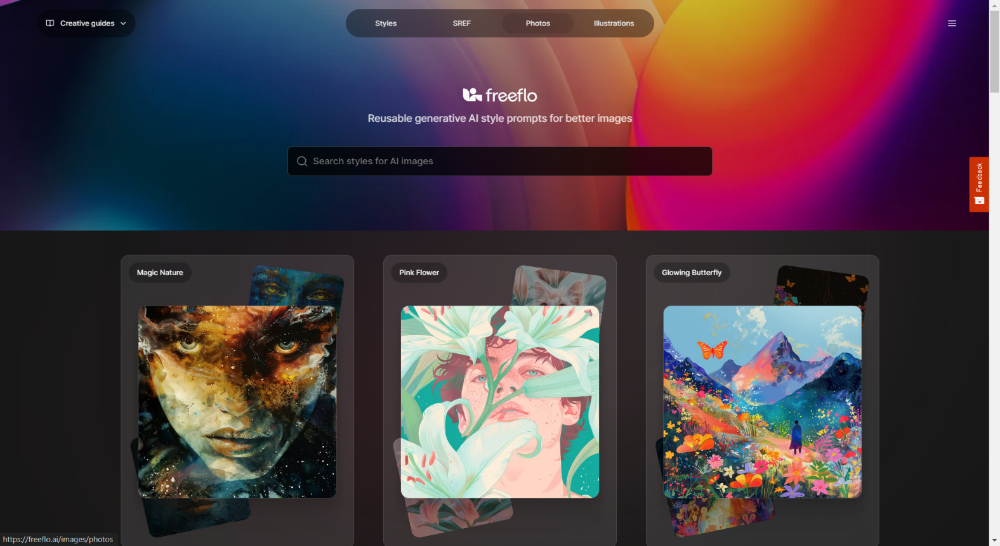 Creative guides
Styles
SREF
Photos
Illustrations
freeflo
Reusable generative AI style prompts for better images
Search styles for AI images
Feedback
Magic Nature
Pink Flower
Glowing Butterfly
https://freeflo.ai/images/photos